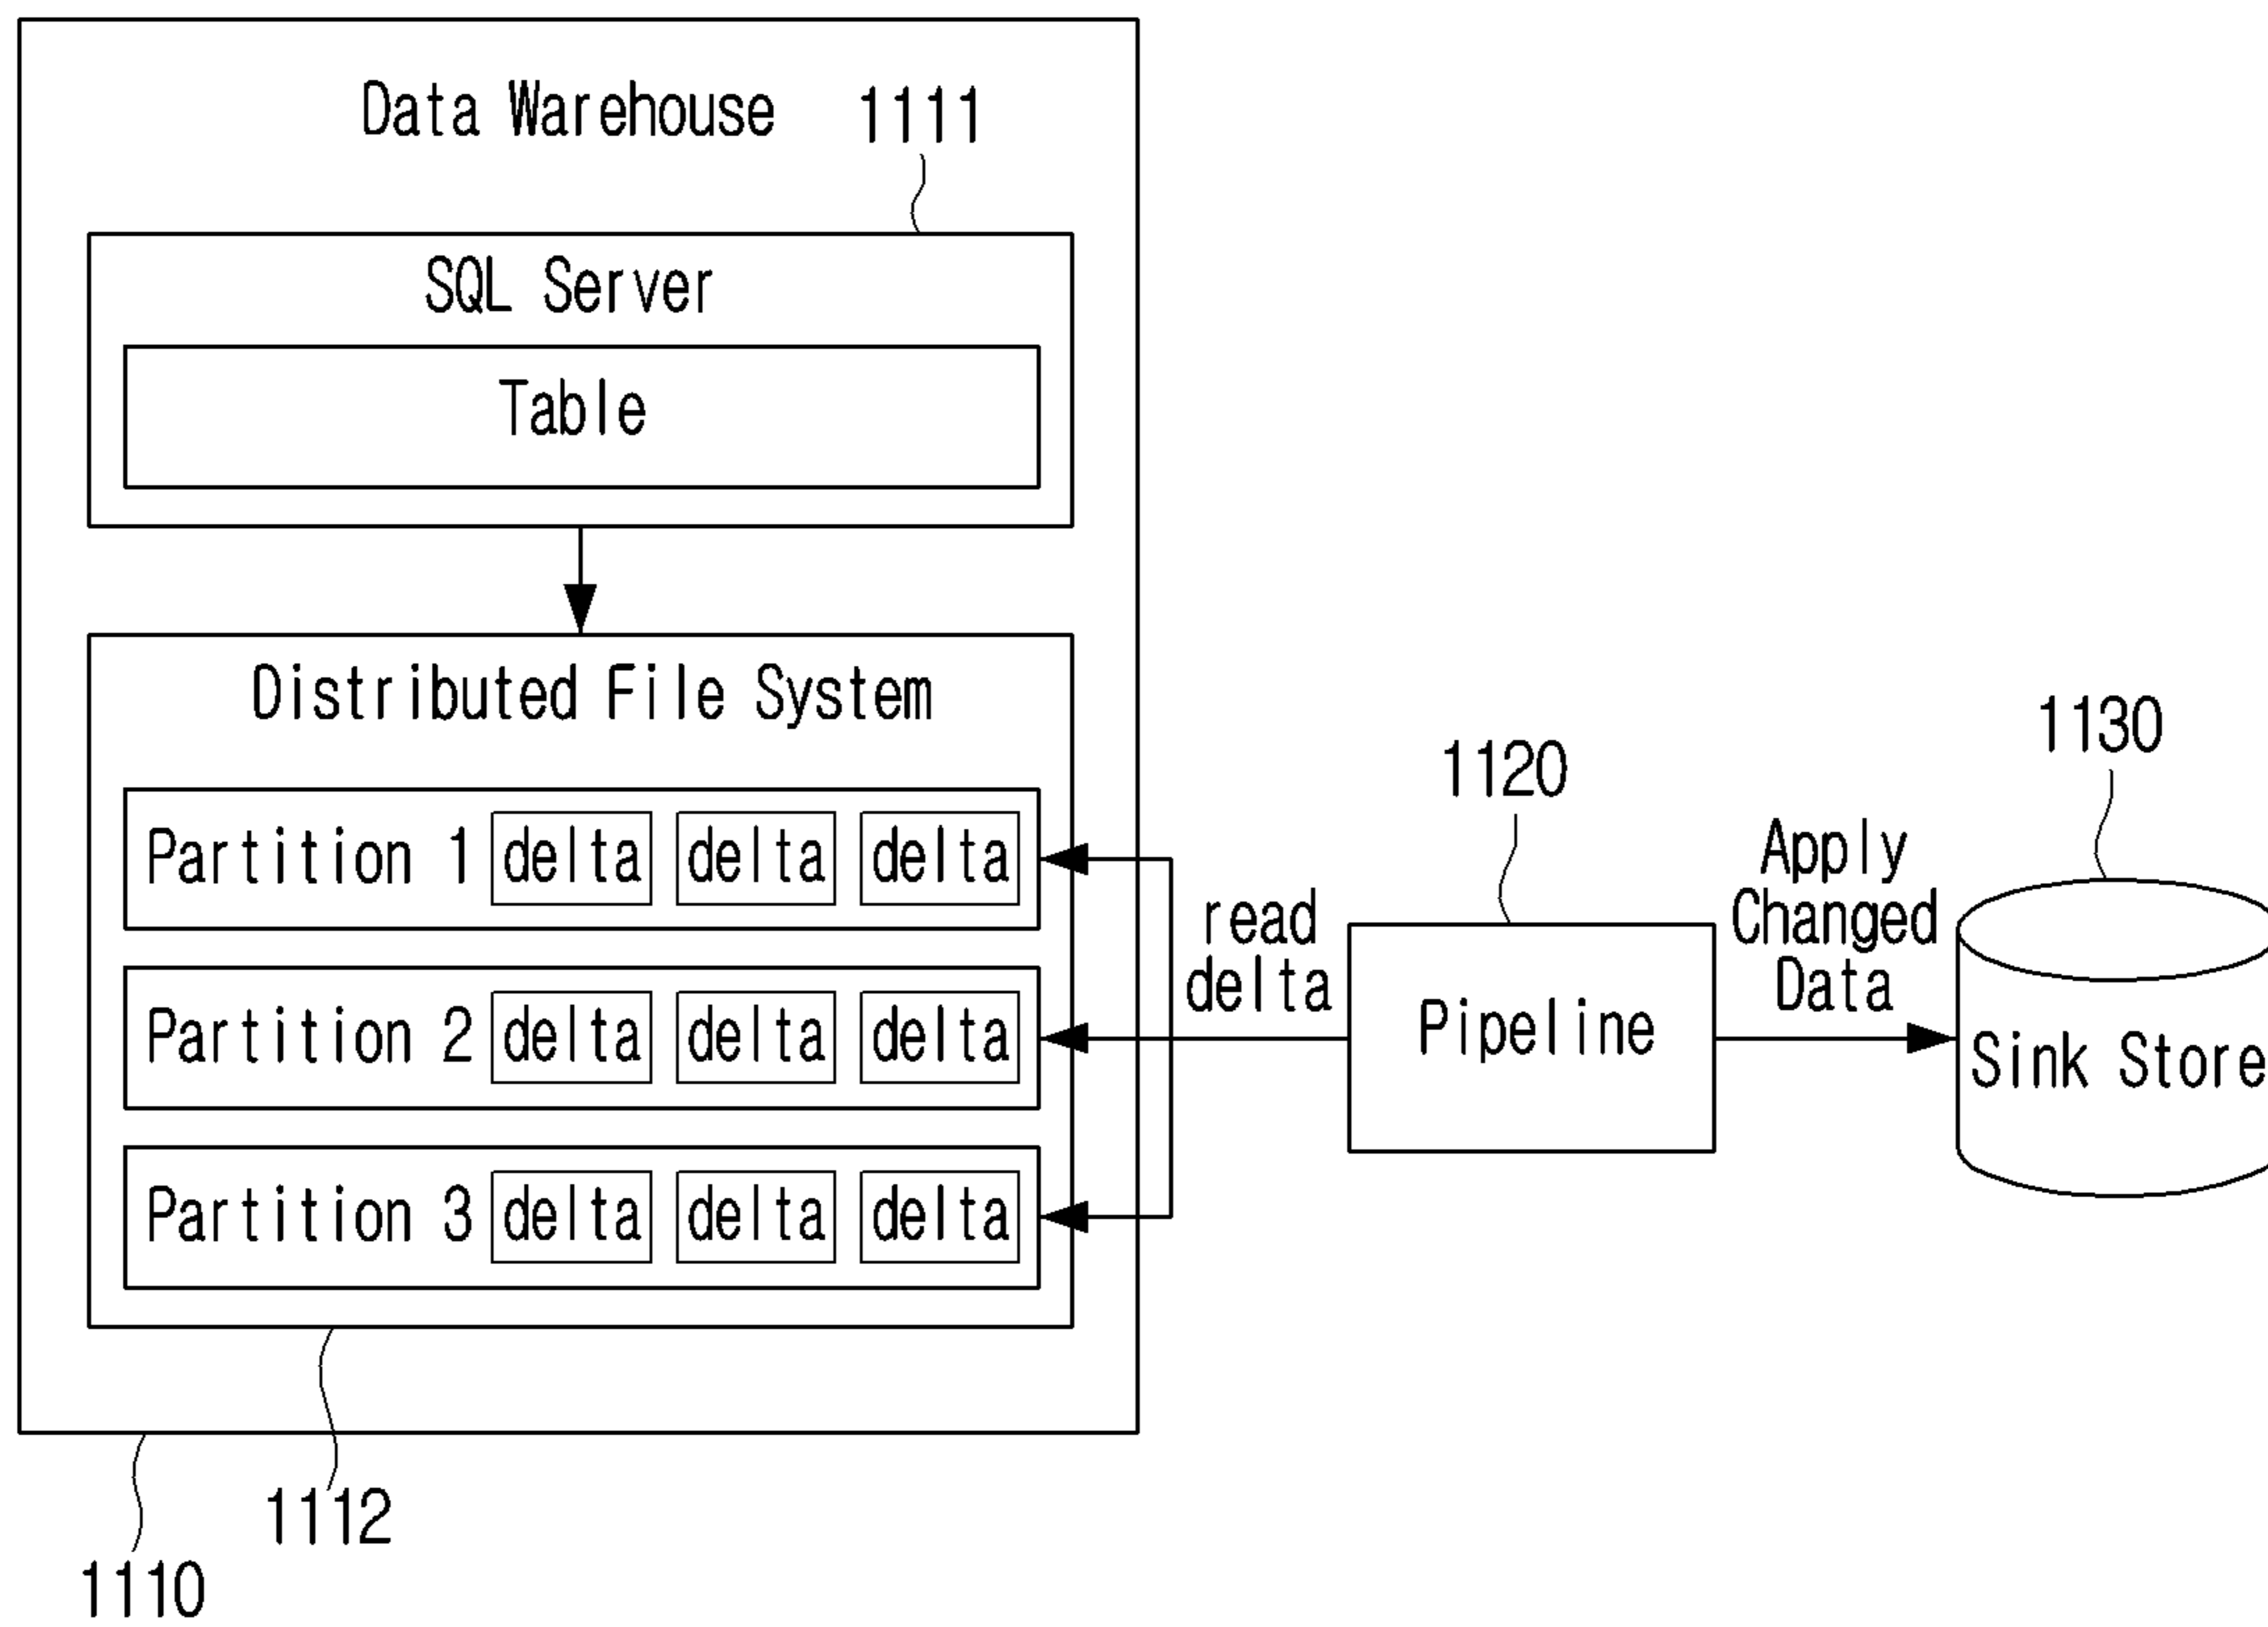 Data Warehouse 1111
SQL Server
Table
Distributed File System
Partition 1 delta delta delta
Partition 2 delta delta delta
Partition 3 delta delta delta
1112
1110
read
delta
1120
Pipeline
Apply
Changed
Data
1130
Sink Store